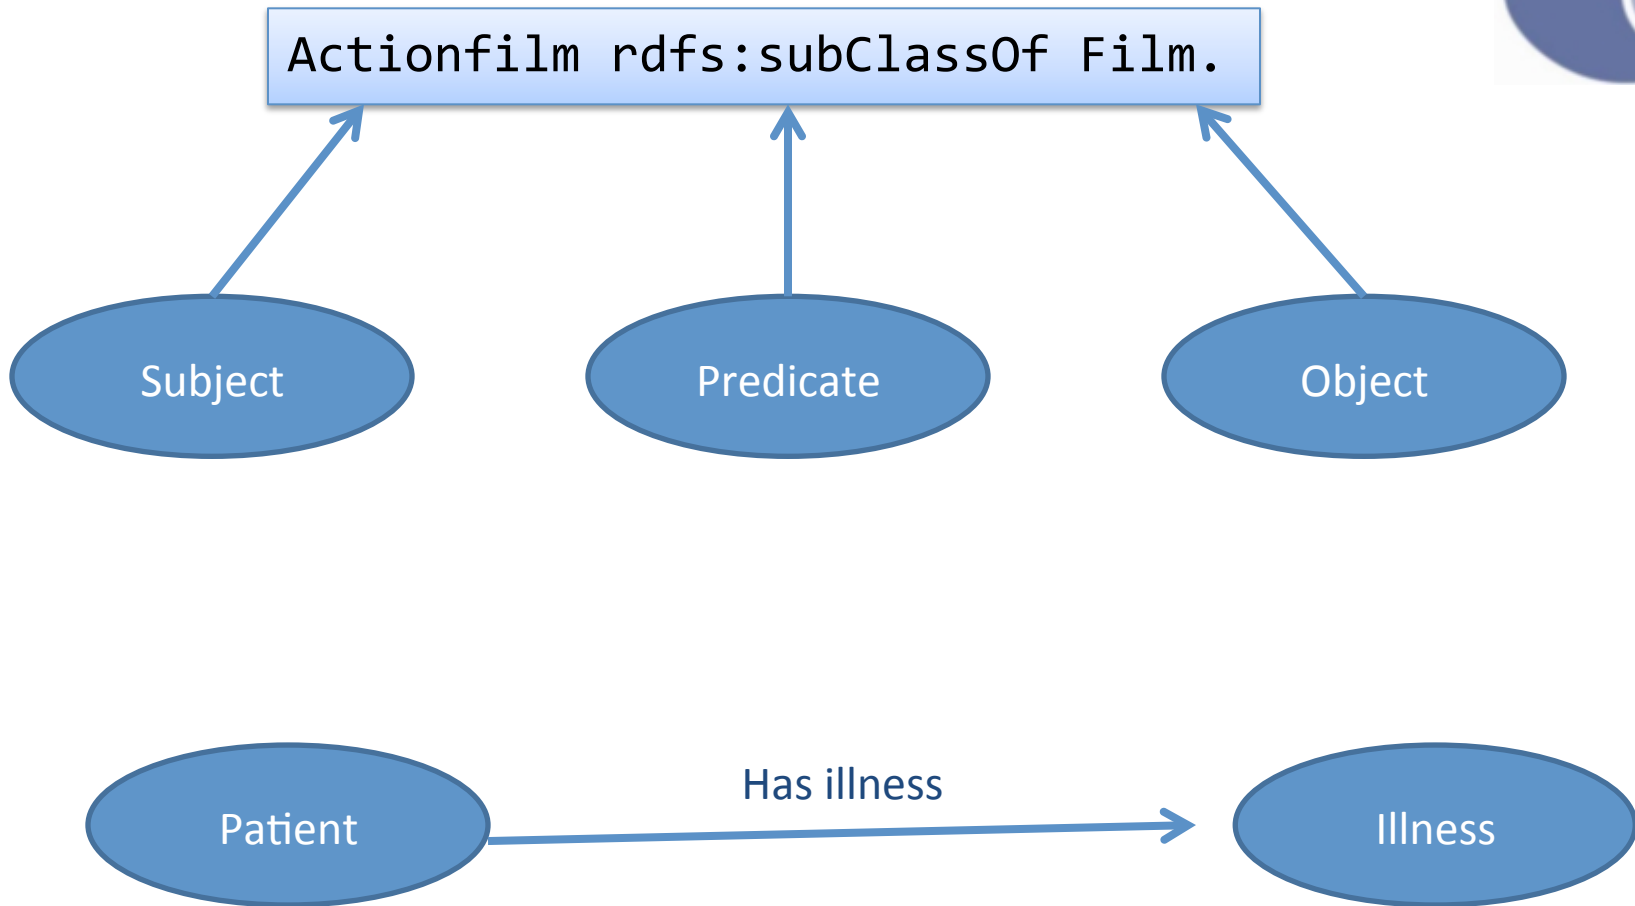 Actionfilm rdfs:subClassOf Film.
Subject
Predicate
Object
Has illness
Patient
Illness